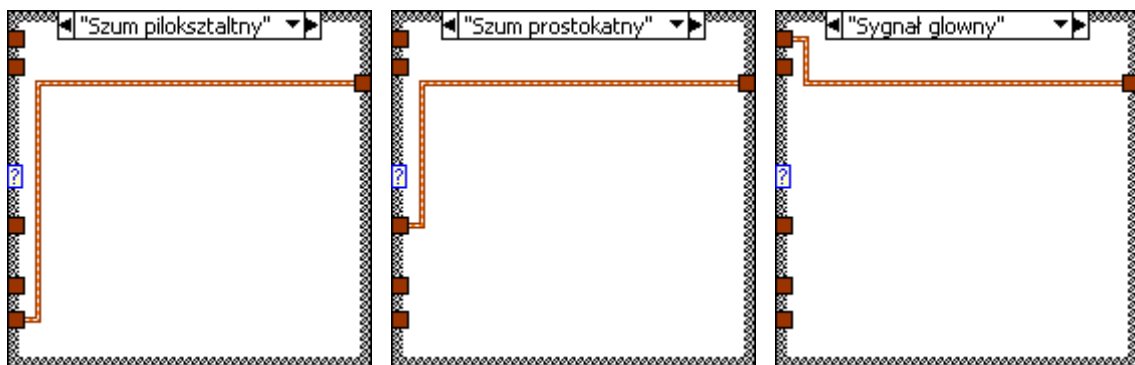 "Szum piloksztaltny"
"Szum prostokatny"
"Sygnał glowny"
?
?
?